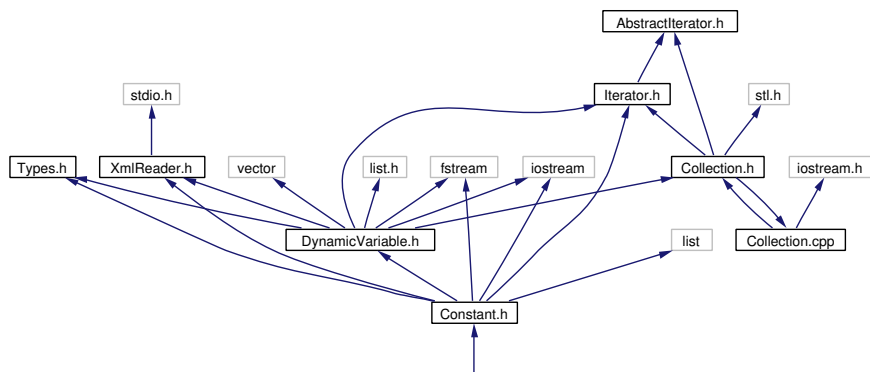 AbstractIterator.h
stdio.h
Iterator.h
stl.h
Types.h
XmlReader.h
vector
list.h
fstream
iostream
Collection.h
iostream.h
DynamicVariable.h
list
Collection.cpp
Constant.h